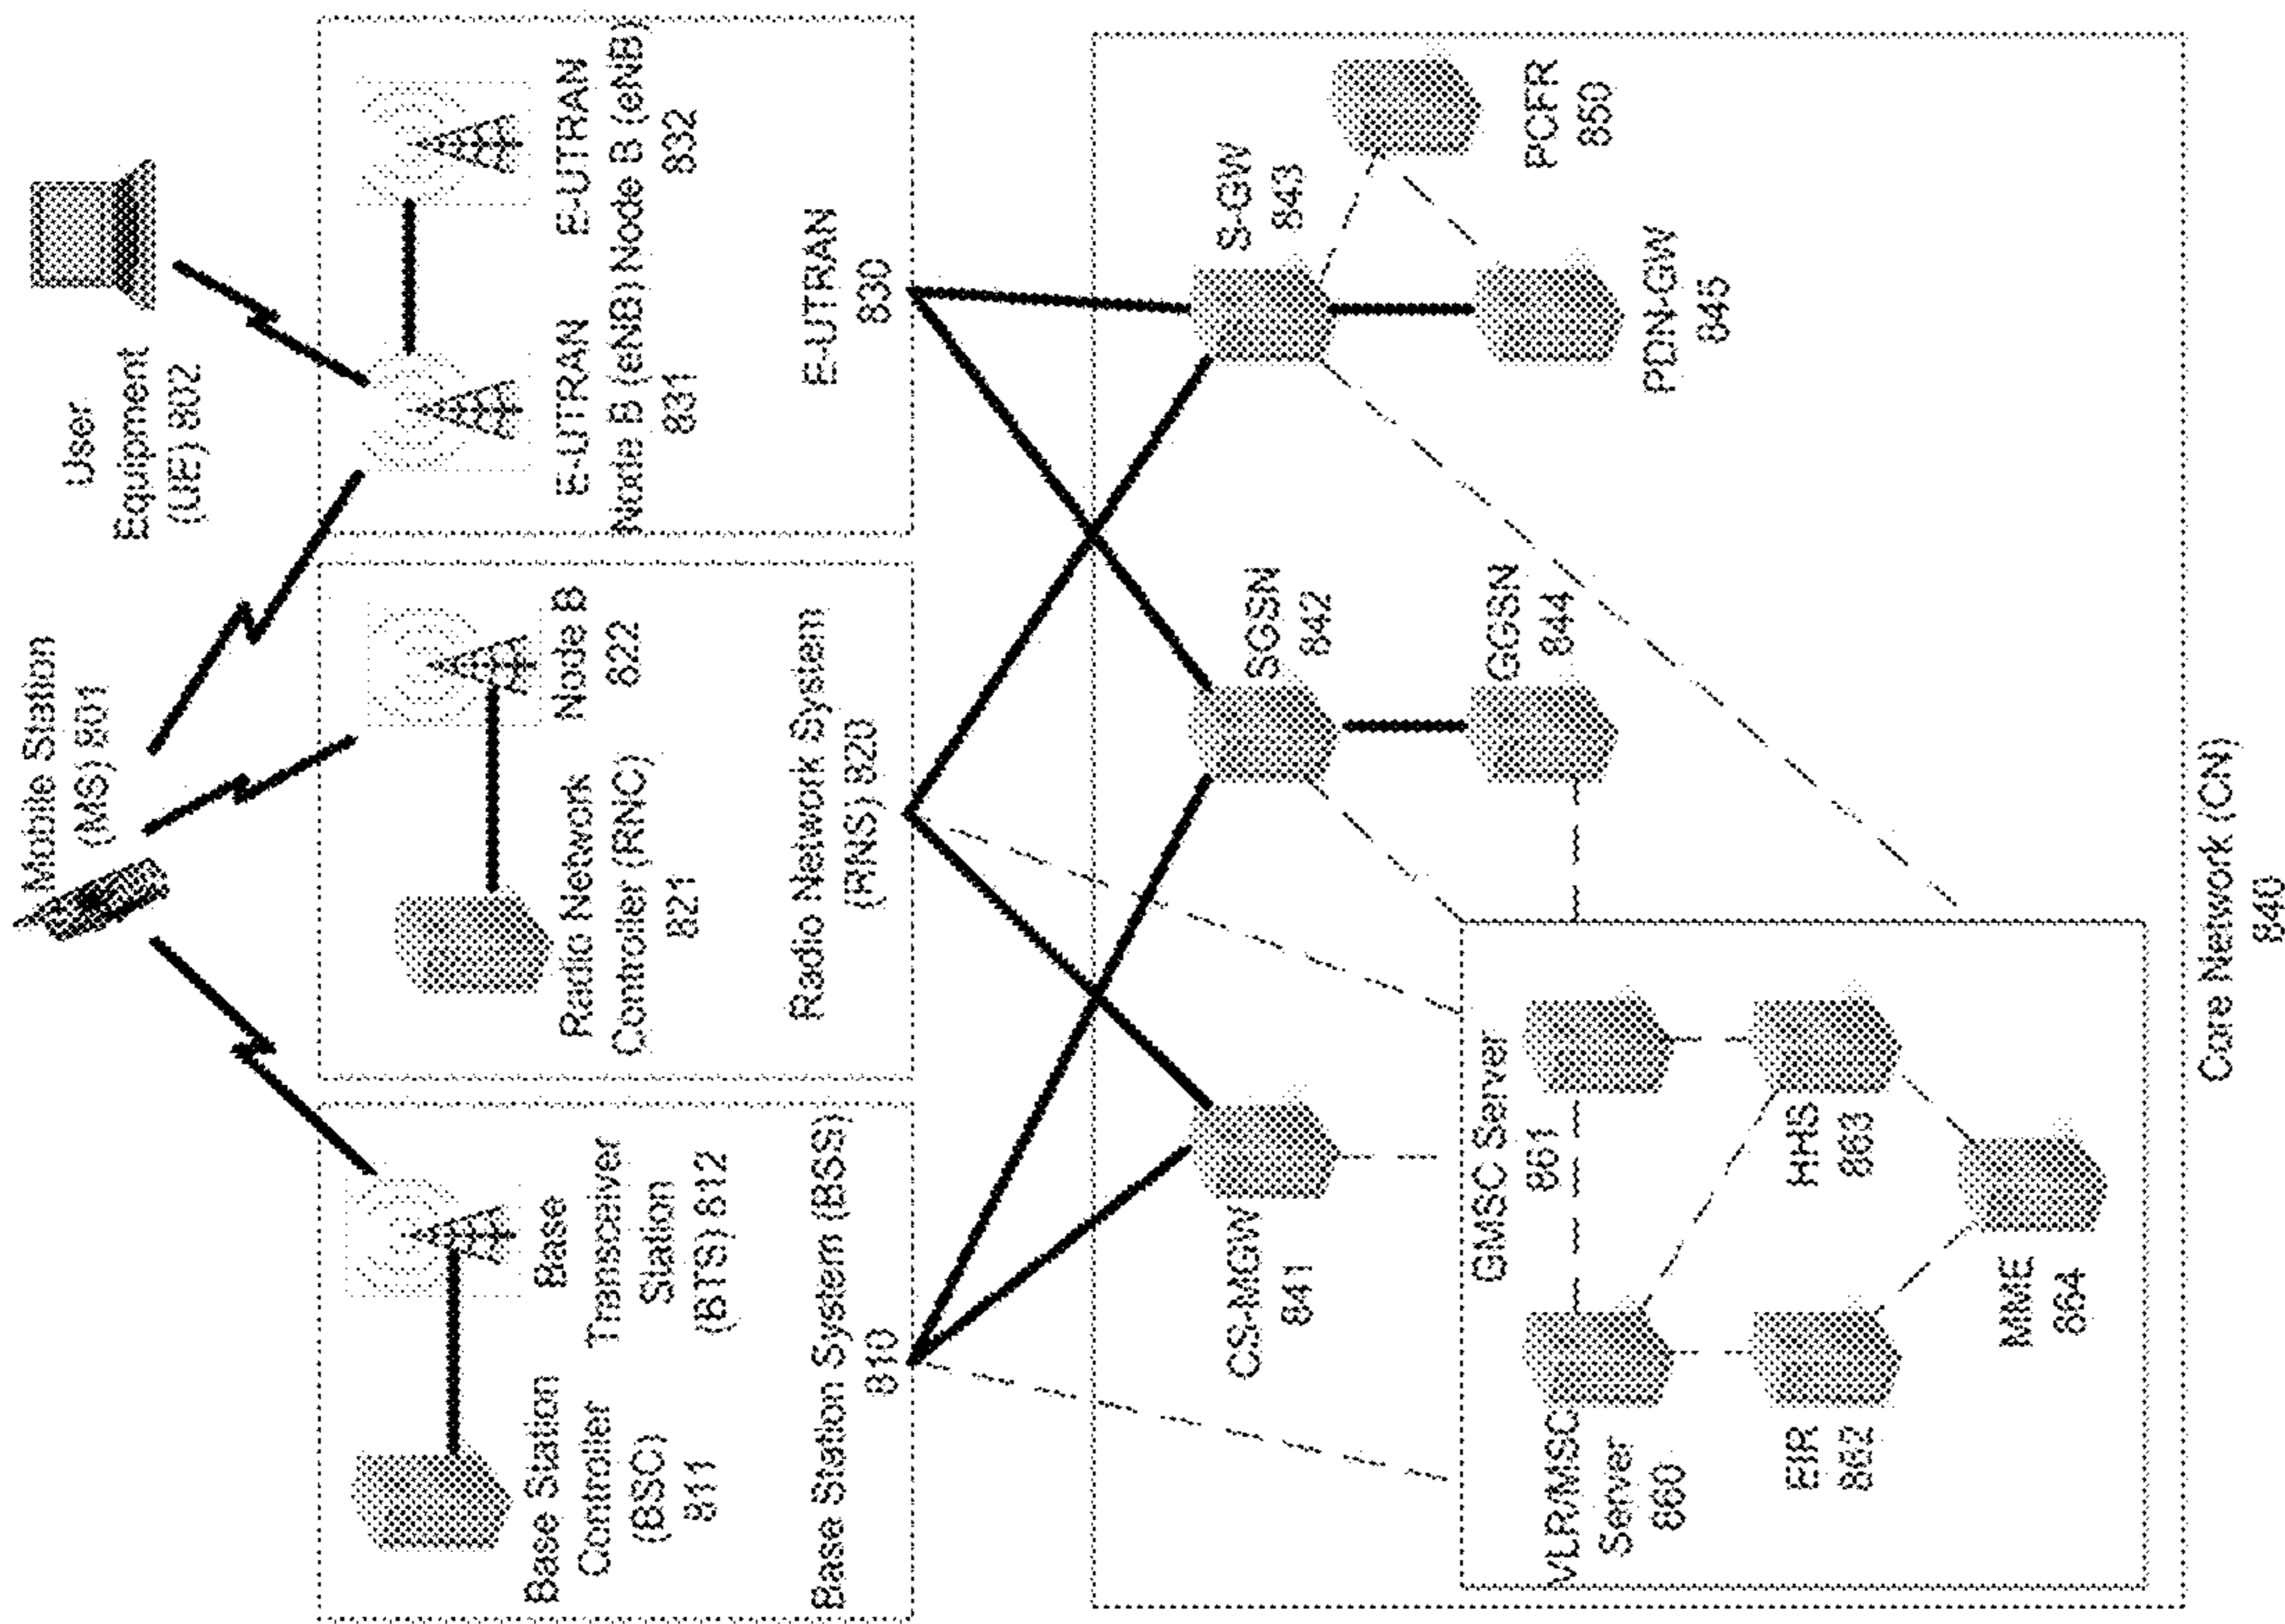 Mobile Station
(MS) 801
User
Equipment
(UE) 802
Base Station
Controller
(BSC)
811
Base
Transceiver
Station
(BTS) 812
Base Station System (BSS)
810
Radio Network
Controller (RNC)
821
Node B
822
Radio Network System
(RNS) 820
E-UTRAN
Node B (eNB)
831
E-UTRAN
Node B (eNB)
832
E-UTRAN
830
CS-MGW
841
SGSN
842
S-GW
843
GGSN
844
PDN-GW
845
PCFR
850
GMSC Server
861
VLR/MSC
Server
860
HHS
863
EIR
862
MME
864
Core Network (CN)
840